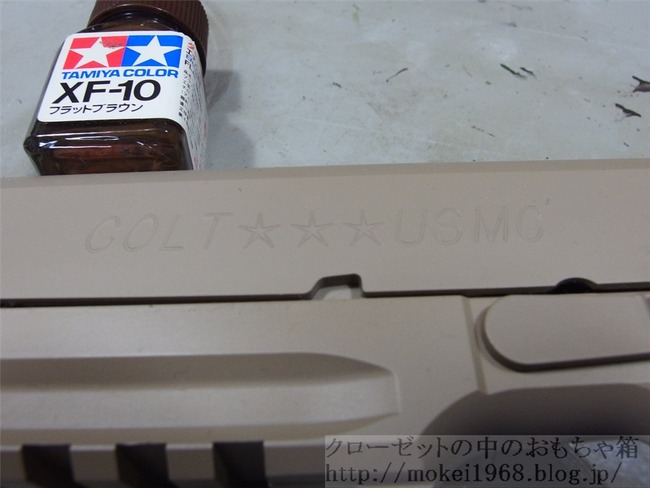 TAMIYA COLOR
XF-10
フラットブラウン
COLT★★★USMC
クローゼットの中のおもちゃ箱
http://mokei1968.blog.jp/